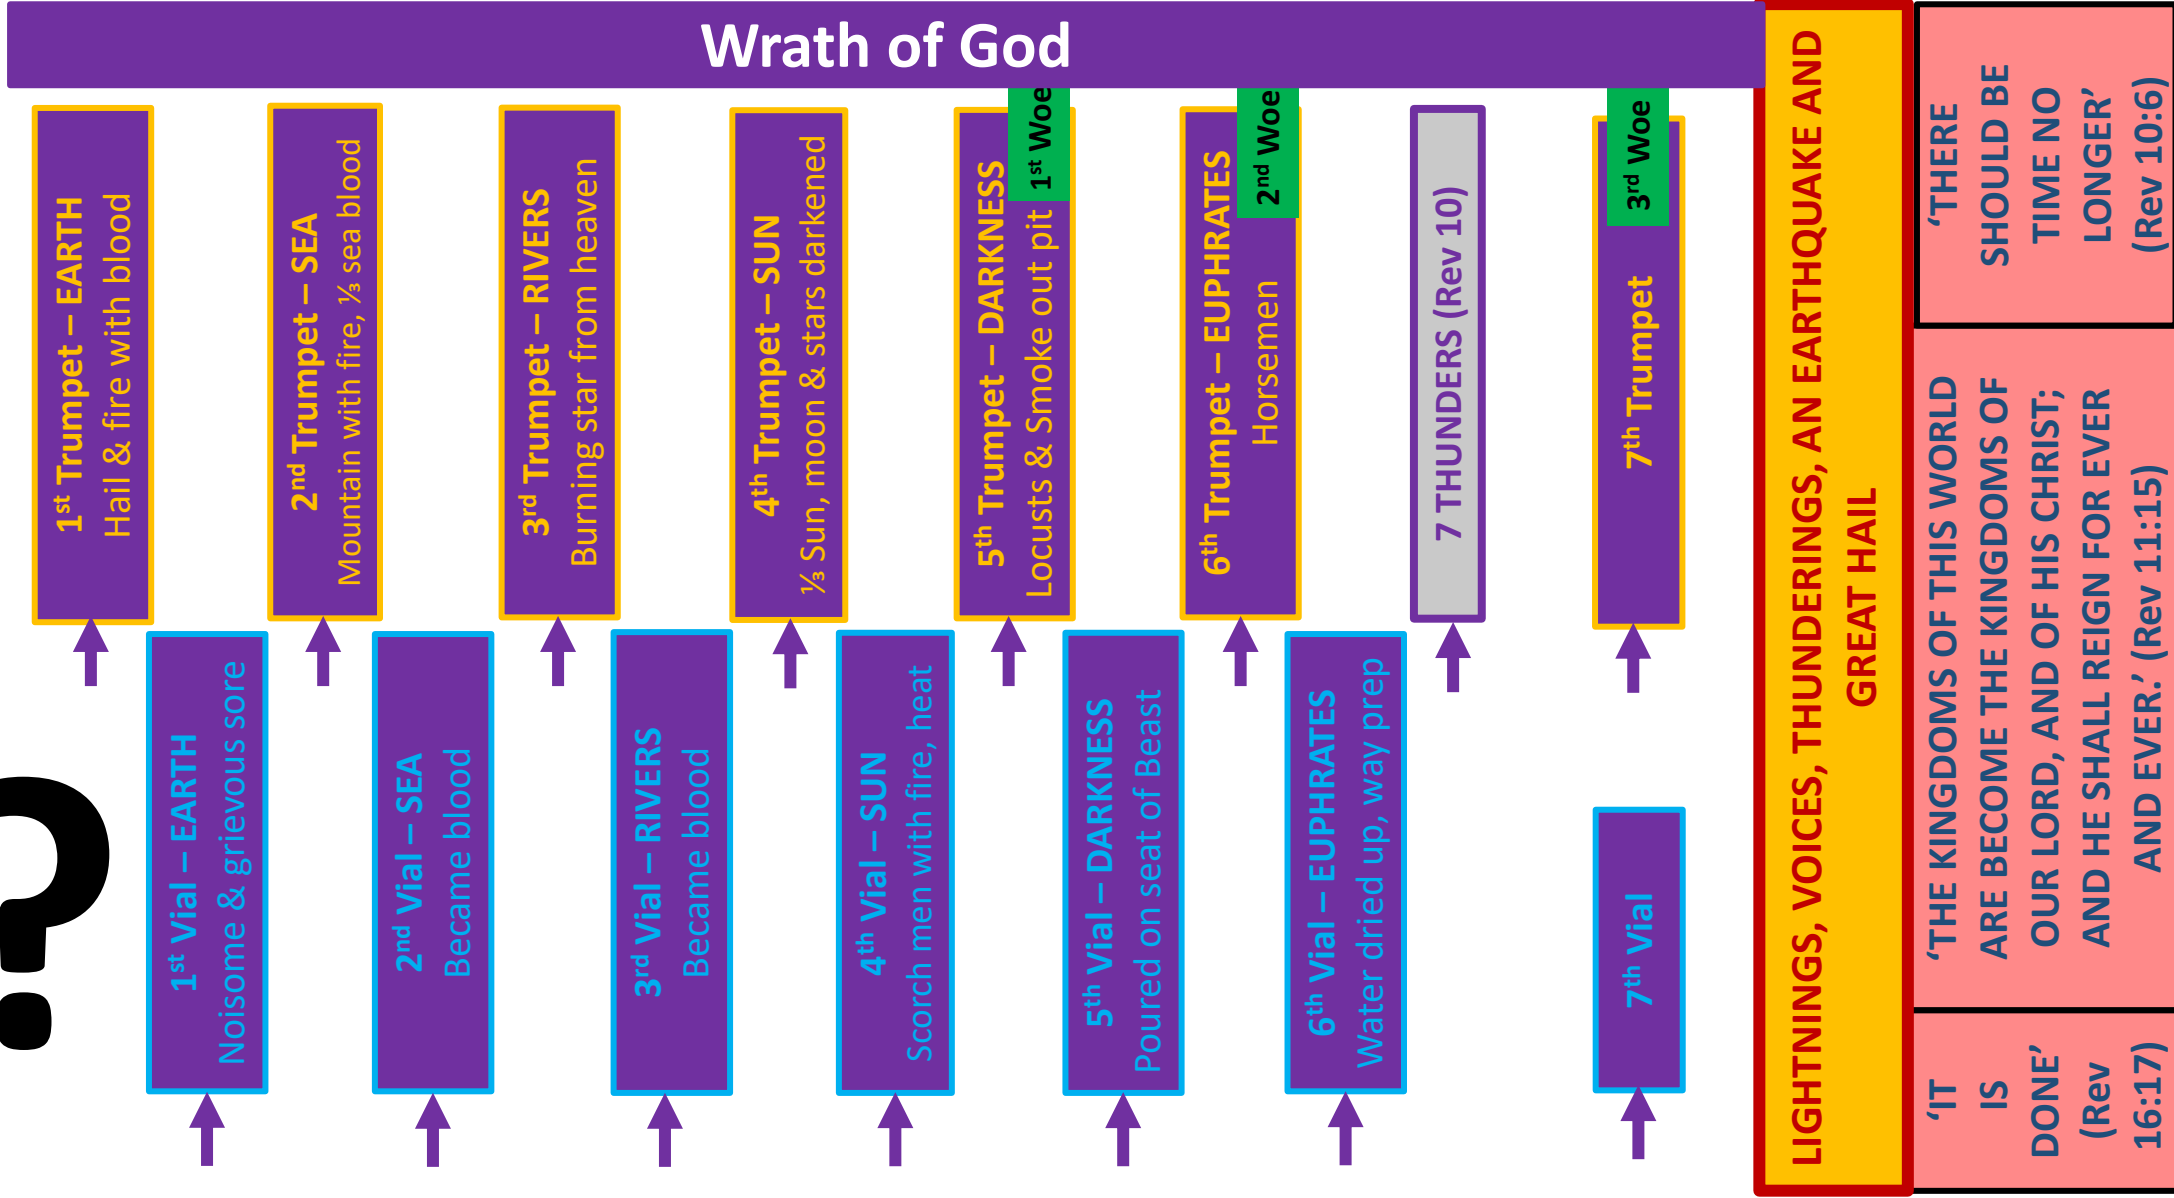 Wrath of God
1st Trumpet – EARTH
Hail & fire with blood
2nd Trumpet – SEA
Mountain with fire, ⅓ sea blood
3rd Trumpet – RIVERS
Burning star from heaven
4th Trumpet – SUN
⅓ Sun, moon & stars darkened
5th Trumpet – DARKNESS
Locusts & Smoke out pit
1st Woe
6th Trumpet – EUPHRATES
Horsemen
2nd Woe
7 THUNDERS (Rev 10)
7th Trumpet
3rd Woe
?
1st Vial – EARTH
Noisome & grievous sore
2nd Vial – SEA
Became blood
3rd Vial – RIVERS
Became blood
4th Vial – SUN
Scorch men with fire, heat
5th Vial – DARKNESS
Poured on seat of Beast
6th Vial – EUPHRATES
Water dried up, way prep
7th Vial
LIGHTNINGS, VOICES, THUNDERINGS, AN EARTHQUAKE AND
GREAT HAIL
‘THERE
SHOULD BE
TIME NO
LONGER’
(Rev 10:6)
‘THE KINGDOMS OF THIS WORLD
ARE BECOME THE KINGDOMS OF
OUR LORD, AND OF HIS CHRIST;
AND HE SHALL REIGN FOR EVER
AND EVER.’ (Rev 11:15)
‘IT
IS
DONE’
(Rev
16:17)